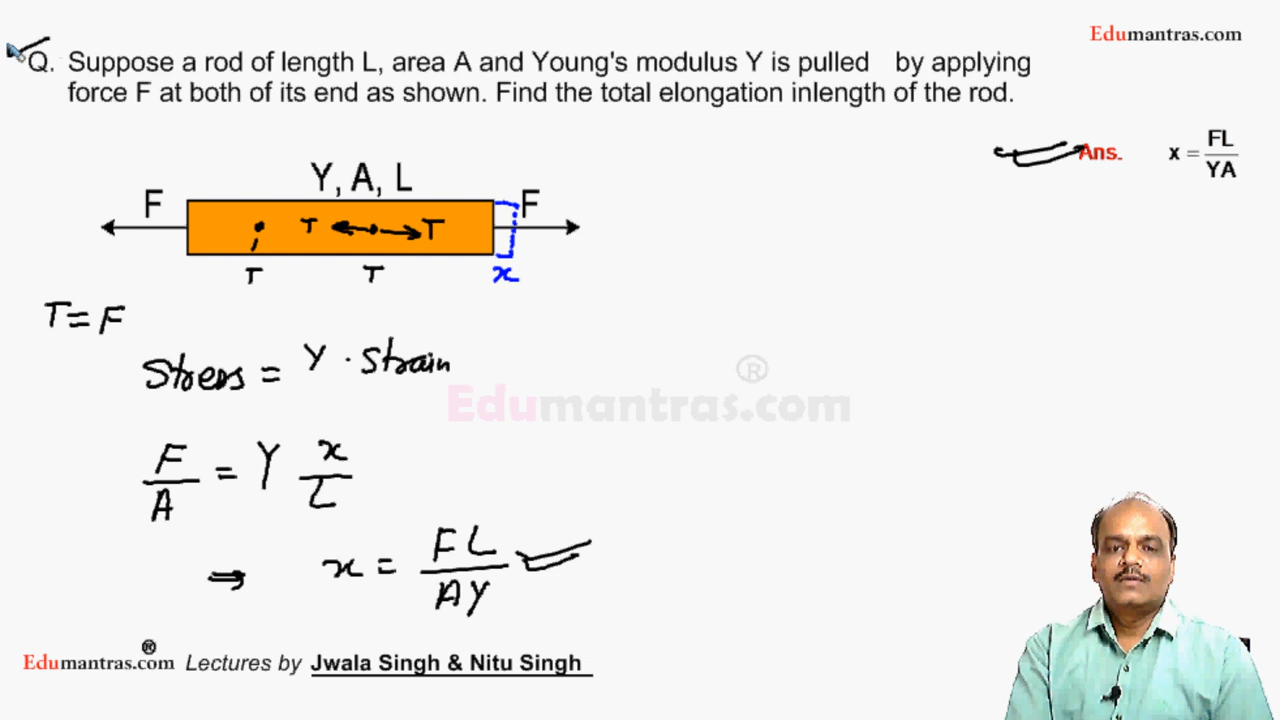 Edumantras.com
Q. Suppose a rod of length L, area A and Young's modulus Y is pulled by applying
force F at both of its end as shown. Find the total elongation inlength of the rod.
Ans. x = FL/YA
Y, A, L
F F
T T
T T x
T = F
Stress = Y . Strain
F/A = Y x/L
⇒ x = FL/AY
Edumantras.com ®
Edumantras.com ® Lectures by Jwala Singh & Nitu Singh